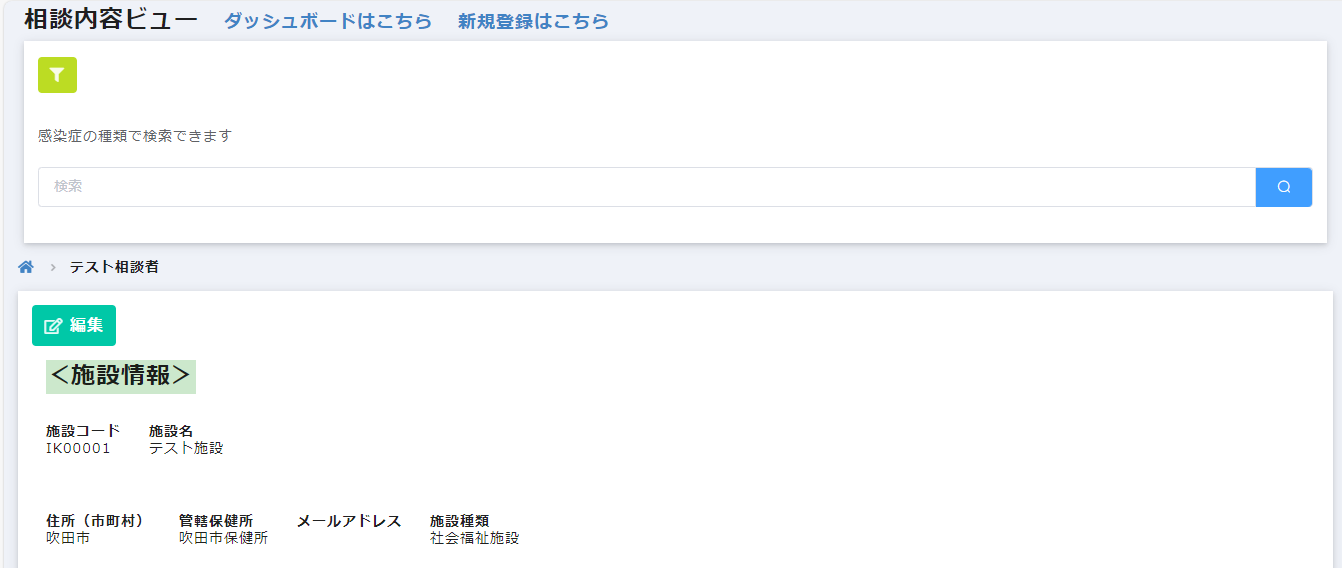 相談内容ビュー ダッシュボードはこちら 新規登録はこちら
感染症の種類で検索できます
検索
テスト相談者
編集
＜施設情報＞
施設コード 施設名
IK00001 テスト施設
住所（市町村） 管轄保健所 メールアドレス 施設種類
吹田市 吹田市保健所 社会福祉施設